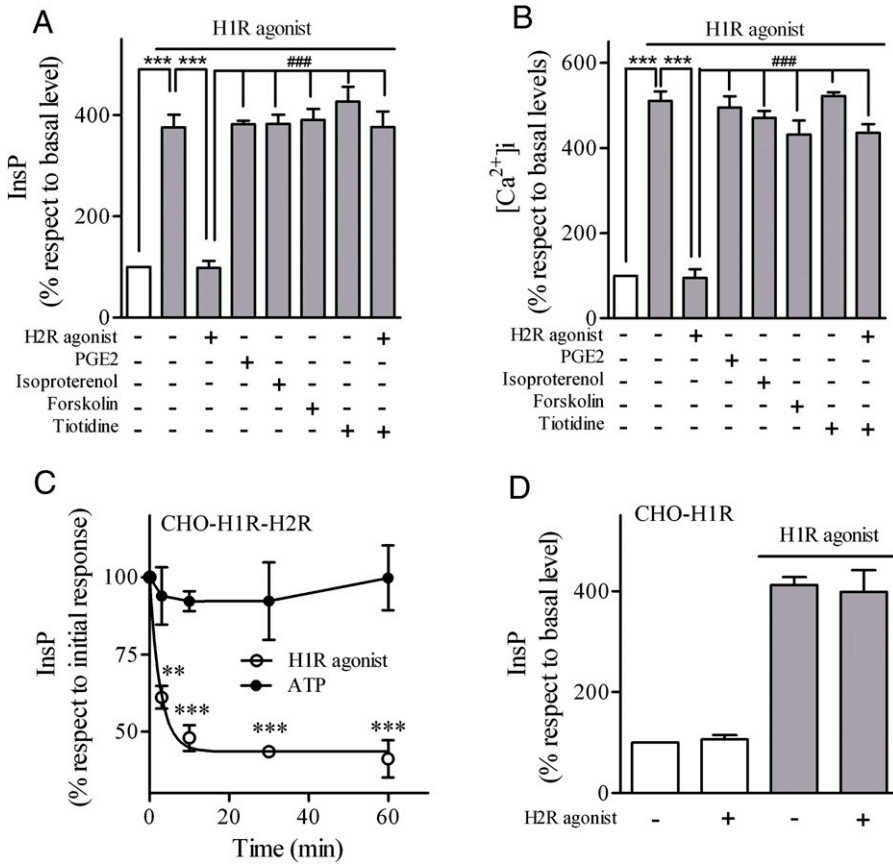 A
H1R agonist
*** *** ###
InsP
(% respect to basal level)
400
200
0
H2R agonist - - + - - - - +
PGE2 - - - + - - - -
Isoproterenol - - - - + - - -
Forskolin - - - - - + - -
Tiotidine - - - - - - + +
B
H1R agonist
*** *** ###
[Ca2+]i
(% respect to basal levels)
600
400
200
0
H2R agonist - - + - - - - +
PGE2 - - - + - - - -
Isoproterenol - - - - + - - -
Forskolin - - - - - + - -
Tiotidine - - - - - - + +
C
CHO-H1R-H2R
InsP
(% respect to initial response)
100
75
50
H1R agonist
ATP
**
***
***
***
0 20 40 60
Time (min)
D
CHO-H1R
H1R agonist
InsP
(% respect to basal level)
400
200
0
H2R agonist - + - +